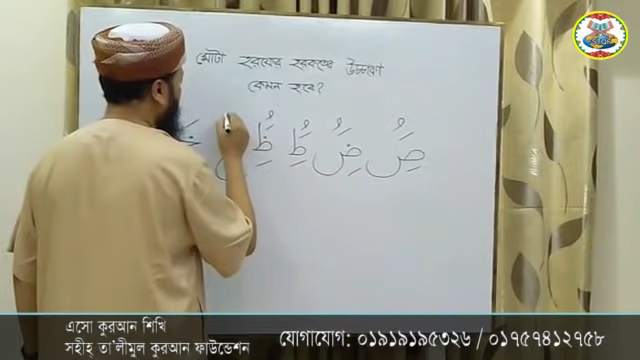 মোটা হরফের হরকতের উচ্চারণ
কেমন হবে?
صَِوُ ضَِوُ طَِوُ ظَِوُ
এসো কুরআন শিখি
সহীহ্ তা'লীমুল কুরআন ফাউন্ডেশন
যোগাযোগ: ০১৯১৯১৯৫৩২৬ / ০১৭৫৭৪১২৭৫৮